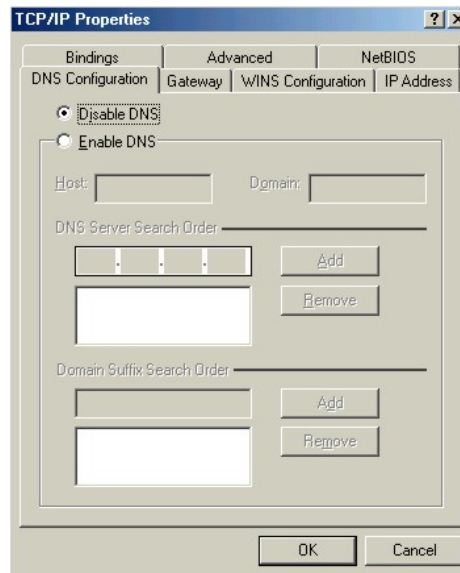 TCP/IP Properties
Bindings Advanced NetBIOS
DNS Configuration Gateway WINS Configuration IP Address
Disable DNS
Enable DNS
Host: Domain:
DNS Server Search Order
. . . Add
Remove
Domain Suffix Search Order
Add
Remove
OK Cancel